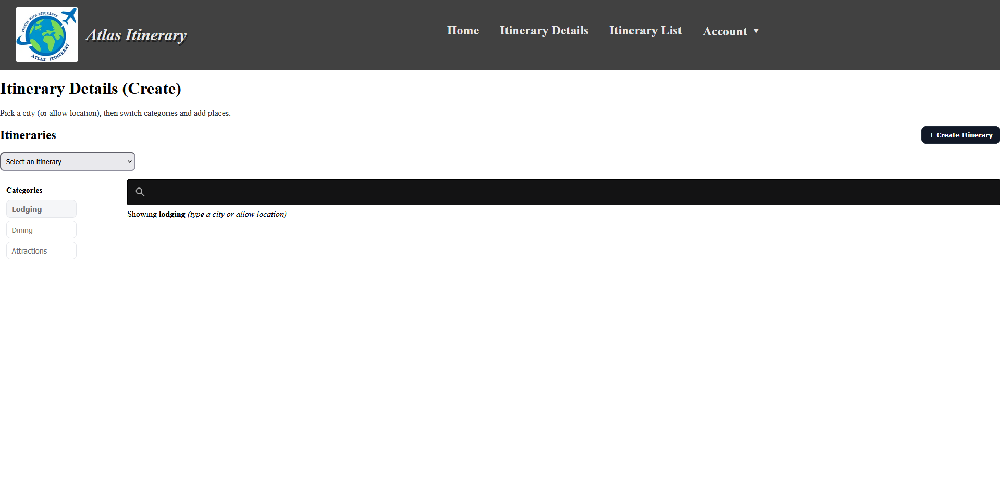 TRAVEL WITH ASSURANCE
ATLAS ITINERARY
Atlas Itinerary
Home
Itinerary Details
Itinerary List
Account ▼
Itinerary Details (Create)
Pick a city (or allow location), then switch categories and add places.
Itineraries
+ Create Itinerary
Select an itinerary
Categories
Lodging
Dining
Attractions
Showing lodging (type a city or allow location)